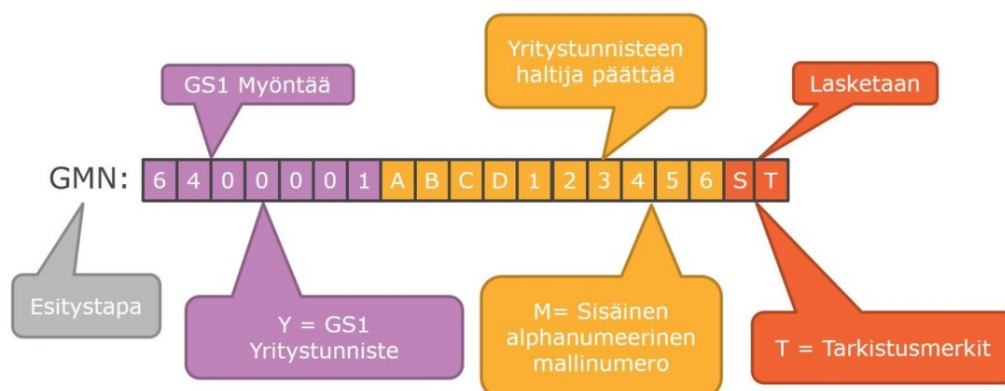 GS1 Myöntää
Yritystunnisteen
haltija päättää
Lasketaan
GMN: 6 4 0 0 0 0 1 A B C D 1 2 3 4 5 6 S T
Esitystapa
Y = GS1
Yritystunniste
M= Sisäinen
alphanumeerinen
mallinumero
T = Tarkistusmerkit